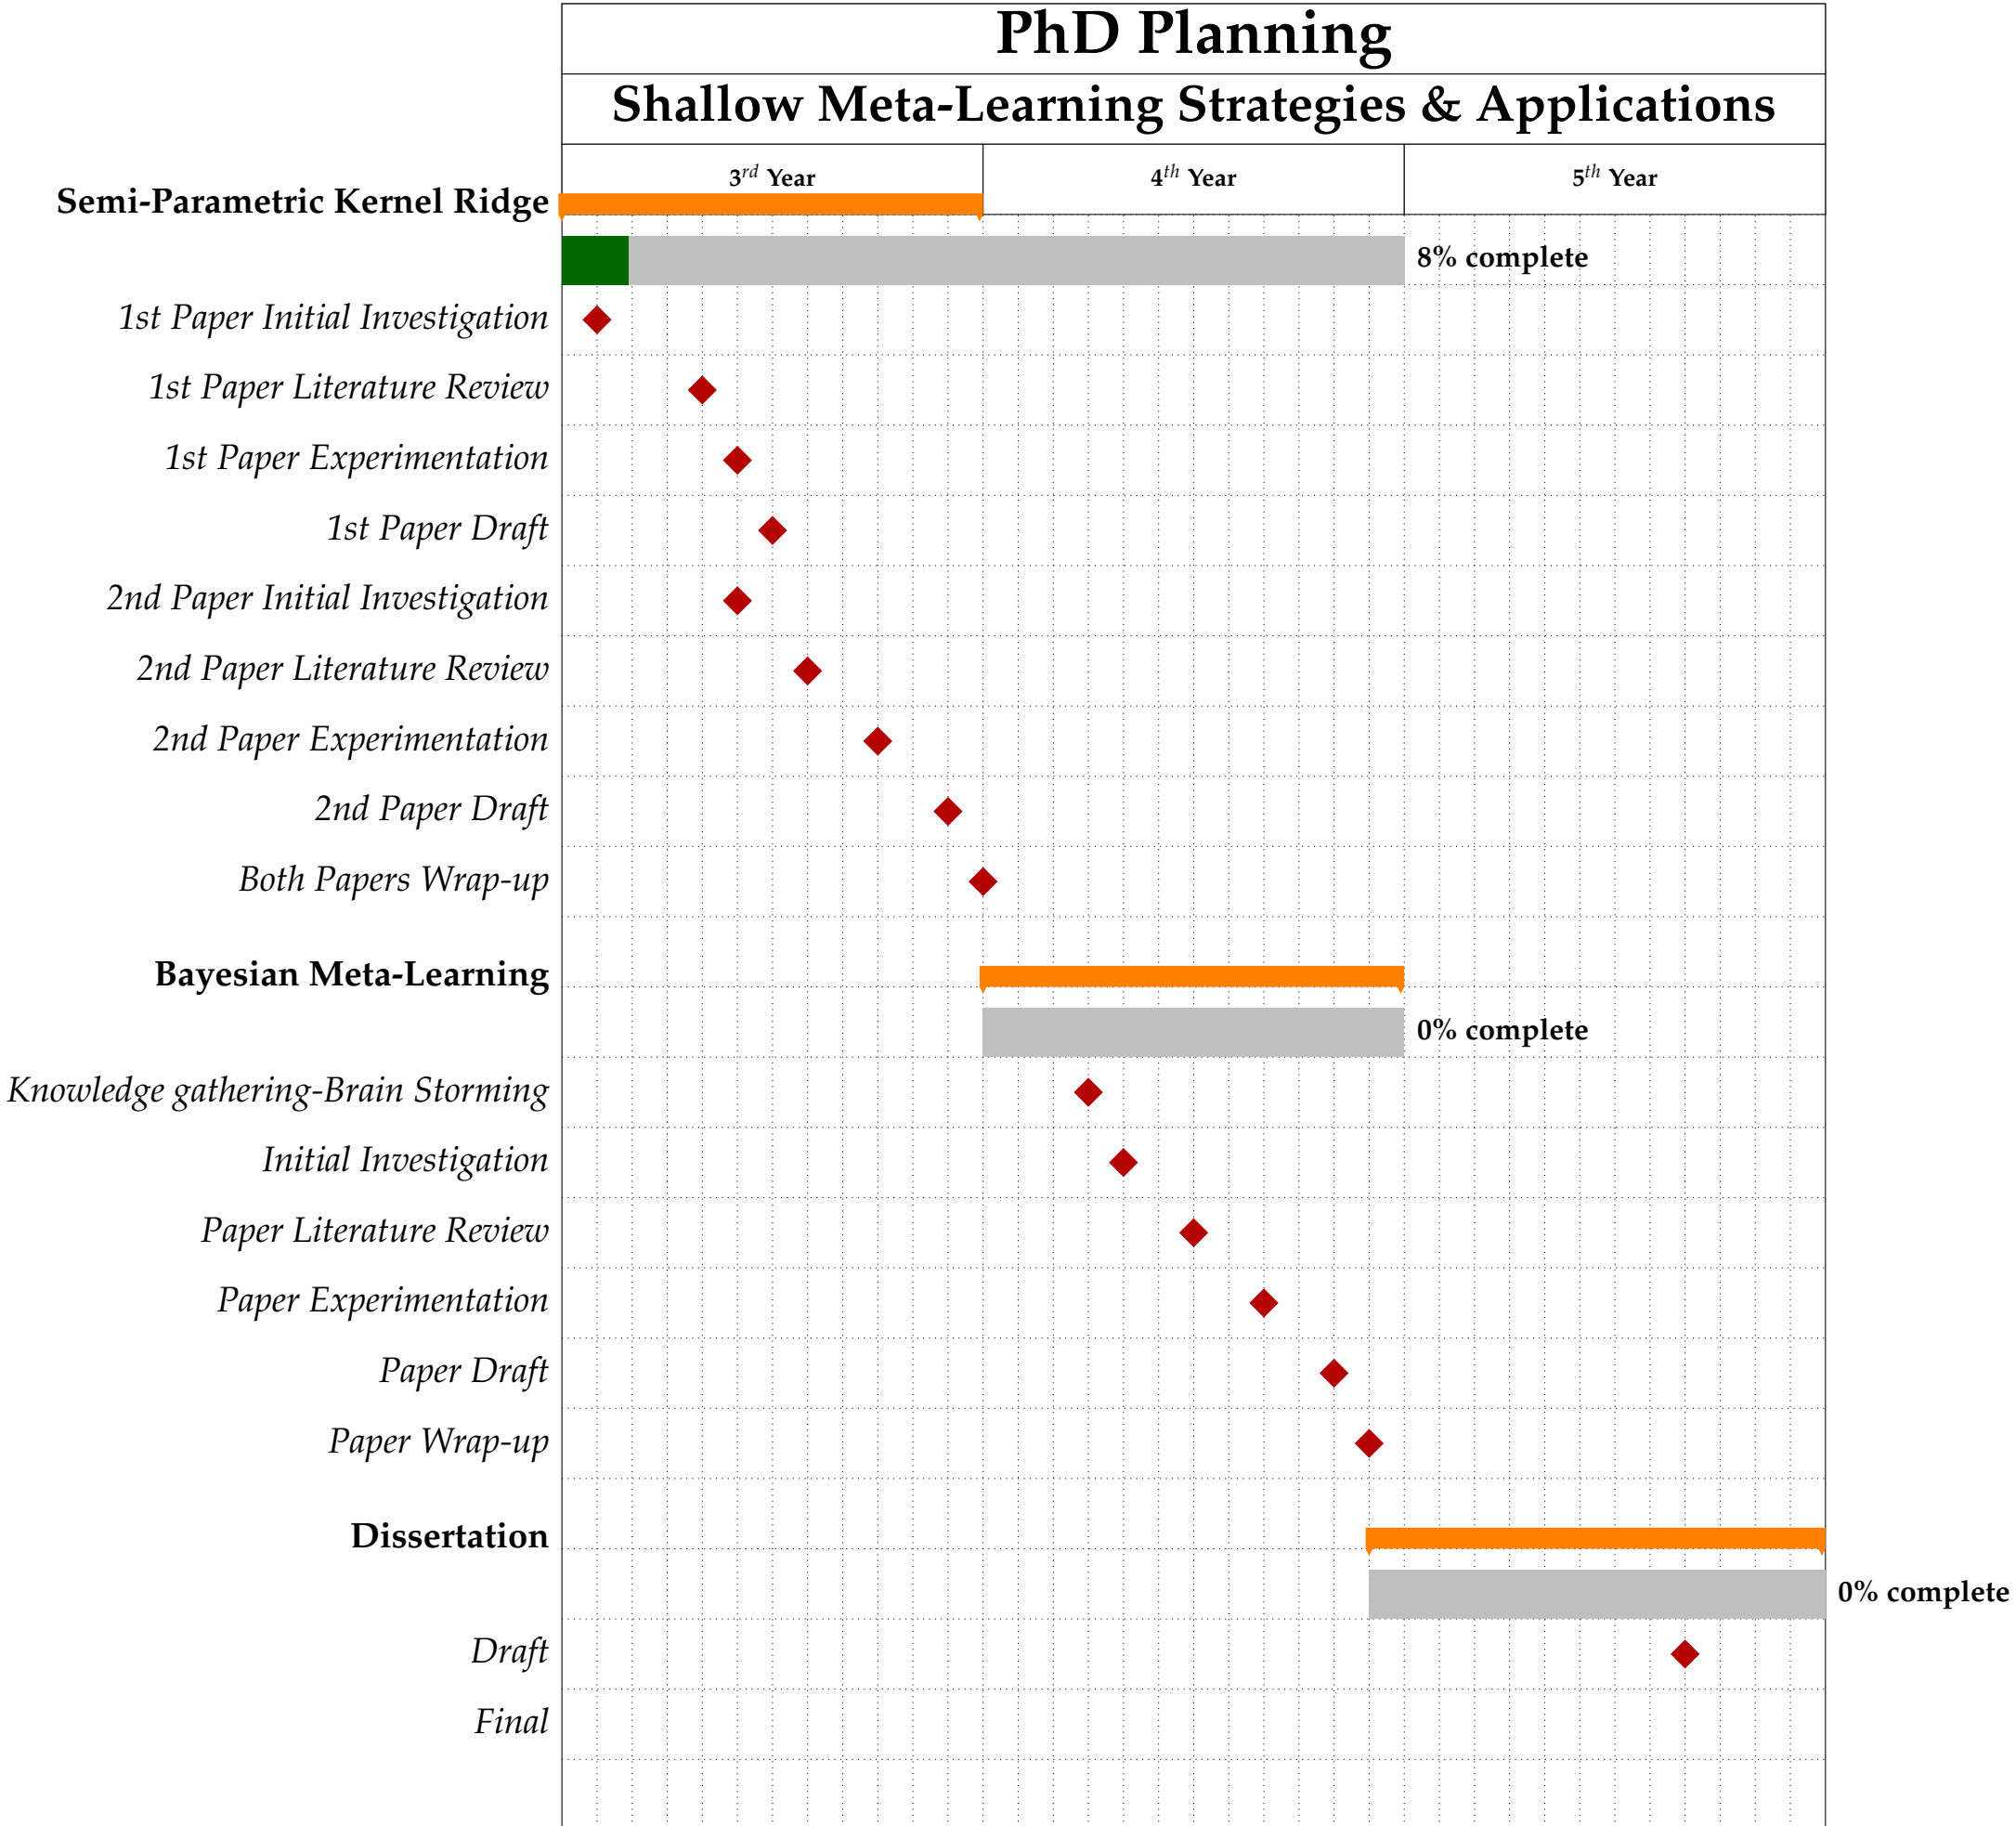 PhD Planning
Shallow Meta-Learning Strategies & Applications
3rd Year
4th Year
5th Year
Semi-Parametric Kernel Ridge
8% complete
1st Paper Initial Investigation
1st Paper Literature Review
1st Paper Experimentation
1st Paper Draft
2nd Paper Initial Investigation
2nd Paper Literature Review
2nd Paper Experimentation
2nd Paper Draft
Both Papers Wrap-up
Bayesian Meta-Learning
0% complete
Knowledge gathering-Brain Storming
Initial Investigation
Paper Literature Review
Paper Experimentation
Paper Draft
Paper Wrap-up
Dissertation
0% complete
Draft
Final